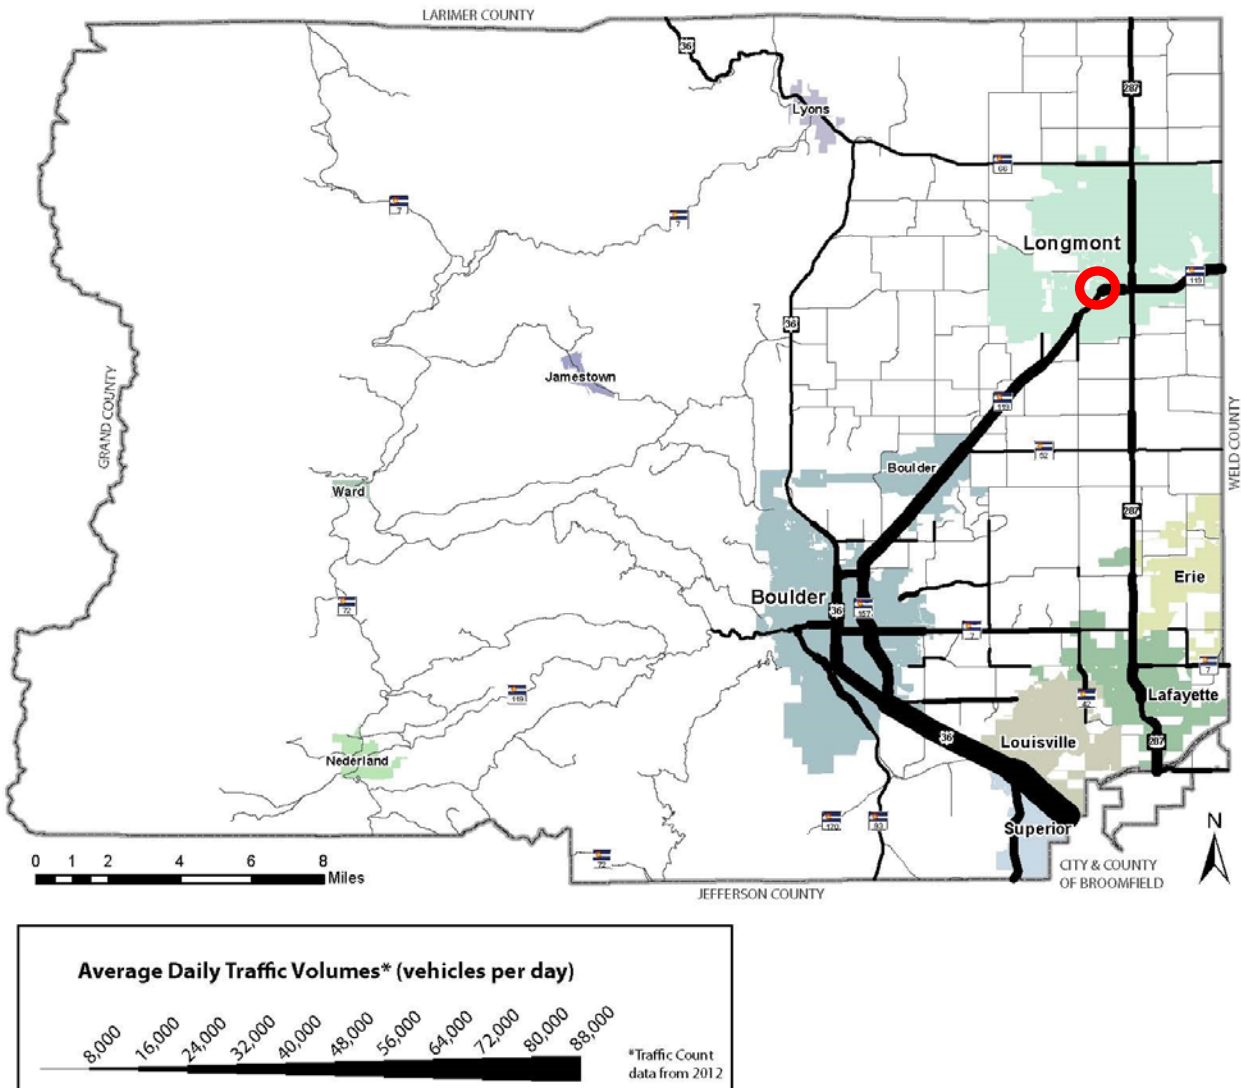 LARIMER COUNTY
36
287
Lyons
66
7
7
Longmont
119
36
GRAND COUNTY
Jamestown
119
WELD COUNTY
52
Boulder
Ward
287
Erie
Boulder
72
36
157
7
7
119
42
Lafayette
36
Louisville
287
Nederland
170
93
Superior
N
72
0 1 2 4 6 8
Miles
CITY & COUNTY
OF BROOMFIELD
JEFFERSON COUNTY
Average Daily Traffic Volumes* (vehicles per day)
8,000 16,000 24,000 32,000 40,000 48,000 56,000 64,000 72,000 80,000 88,000
*Traffic Count
data from 2012